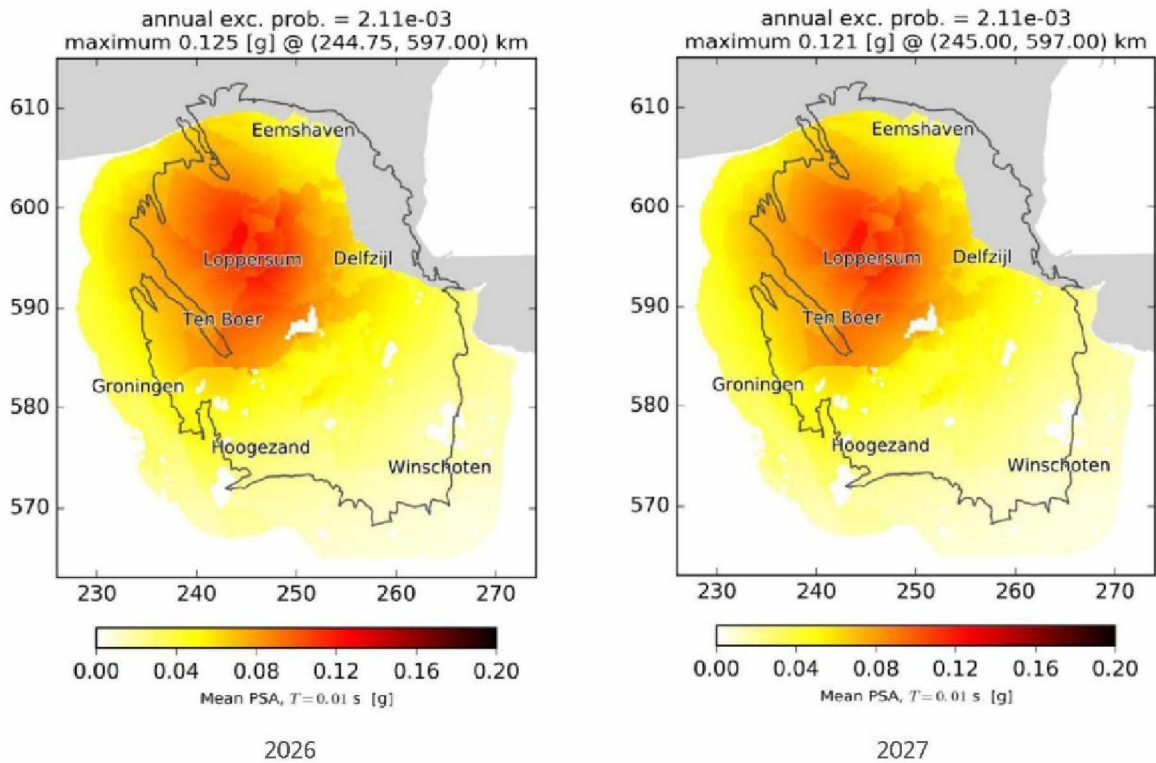 annual exc. prob. = 2.11e-03
maximum 0.125 [g] @ (244.75, 597.00) km
610
600
590
580
570
Eemshaven
Loppersum
Delfzijl
Ten Boer
Groningen
Hoogezand
Winschoten
230 240 250 260 270
0.00 0.04 0.08 0.12 0.16 0.20
Mean PSA, T=0.01 s [g]
2026
annual exc. prob. = 2.11e-03
maximum 0.121 [g] @ (245.00, 597.00) km
610
600
590
580
570
Eemshaven
Loppersum
Delfzijl
Ten Boer
Groningen
Hoogezand
Winschoten
230 240 250 260 270
0.00 0.04 0.08 0.12 0.16 0.20
Mean PSA, T=0.01 s [g]
2027